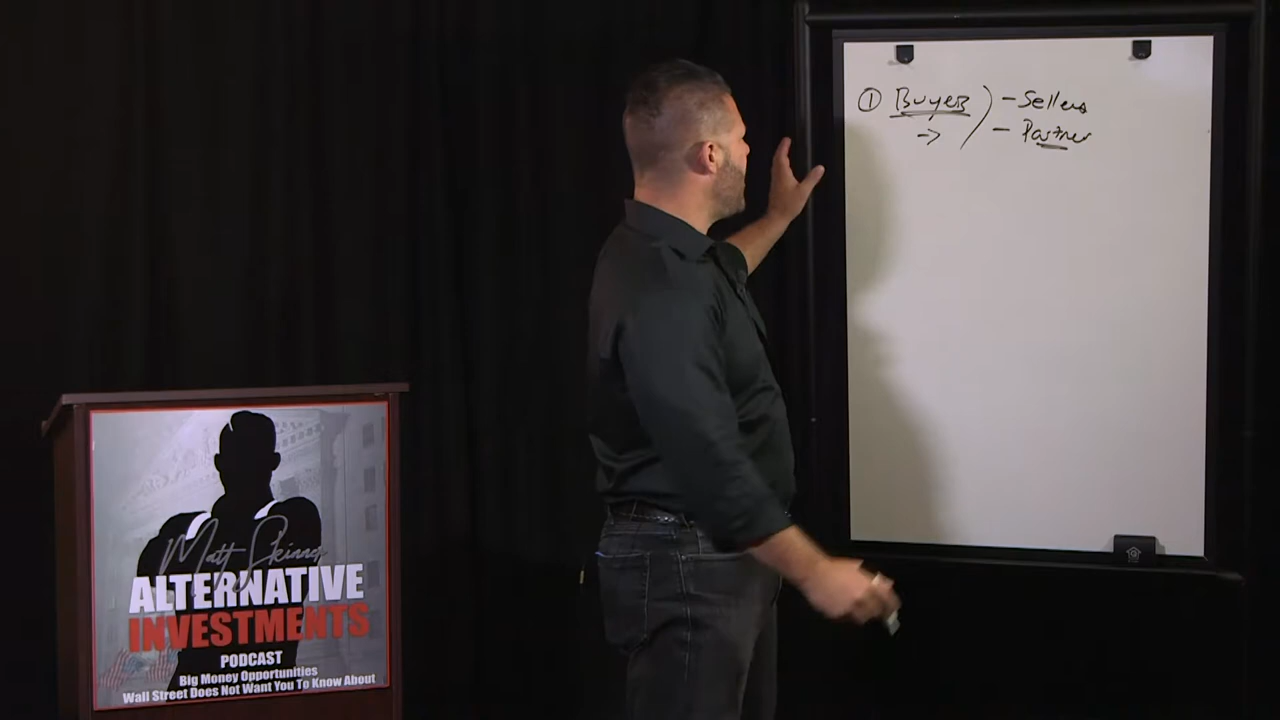 ① Buyer ) - Sellers
-> - Partner
Matt Skinner
ALTERNATIVE
INVESTMENTS
PODCAST
Big Money Opportunities
Wall Street Does Not Want You To Know About